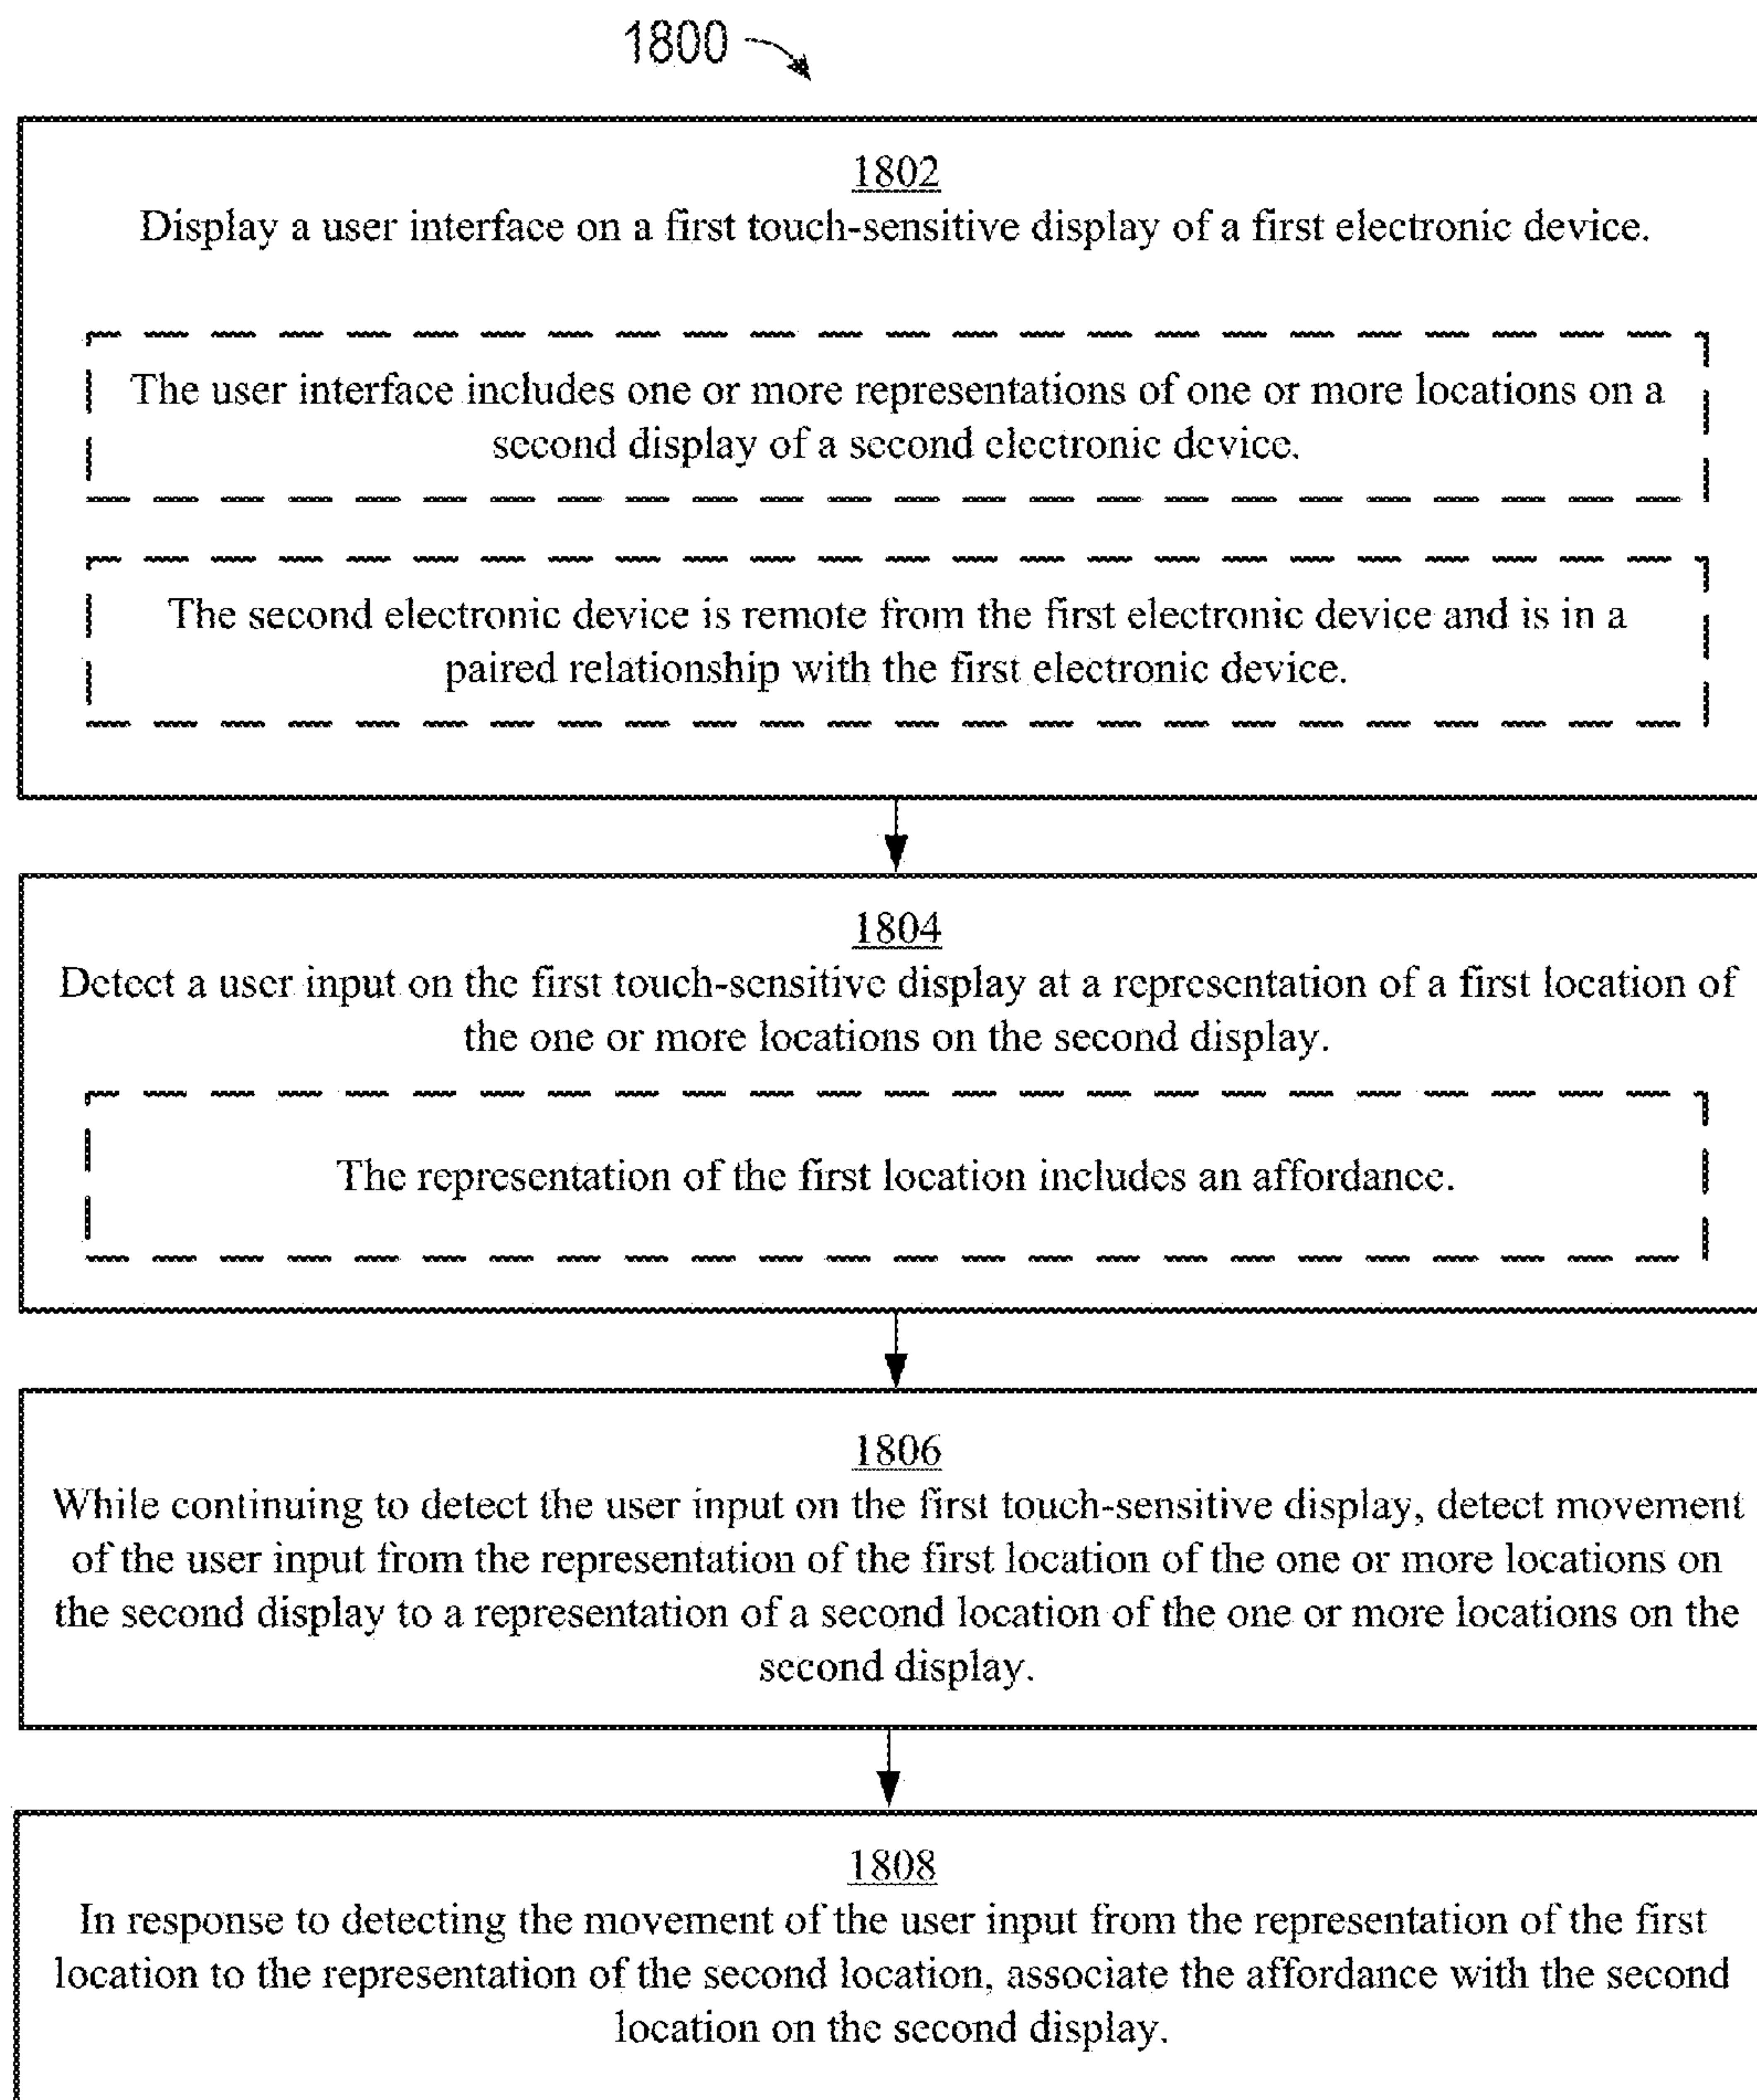 1800
1802
Display a user interface on a first touch-sensitive display of a first electronic device.
The user interface includes one or more representations of one or more locations on a
second display of a second electronic device.
The second electronic device is remote from the first electronic device and is in a
paired relationship with the first electronic device.
1804
Detect a user input on the first touch-sensitive display at a representation of a first location of
the one or more locations on the second display.
The representation of the first location includes an affordance.
1806
While continuing to detect the user input on the first touch-sensitive display, detect movement
of the user input from the representation of the first location of the one or more locations on
the second display to a representation of a second location of the one or more locations on the
second display.
1808
In response to detecting the movement of the user input from the representation of the first
location to the representation of the second location, associate the affordance with the second
location on the second display.